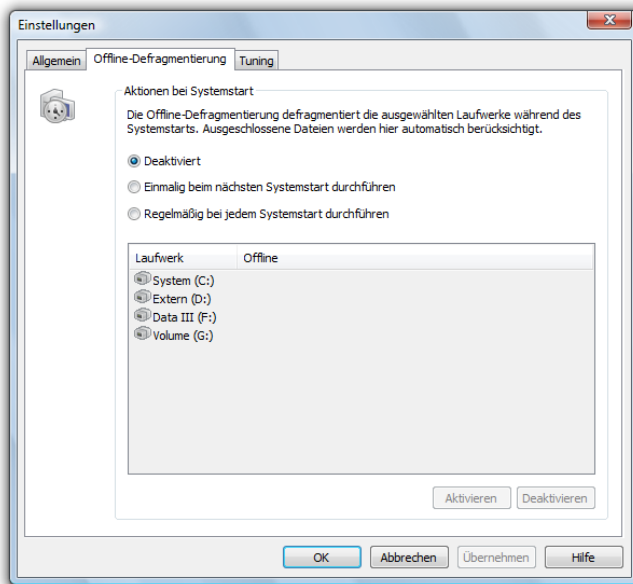 Einstellungen
Allgemein Offline-Defragmentierung Tuning
Aktionen bei Systemstart
Die Offline-Defragmentierung defragmentiert die ausgewählten Laufwerke während des
Systemstarts. Ausgeschlossene Dateien werden hier automatisch berücksichtigt.
Deaktiviert
Einmalig beim nächsten Systemstart durchführen
Regelmäßig bei jedem Systemstart durchführen
Laufwerk Offline
System (C:)
Extern (D:)
Data III (F:)
Volume (G:)
Aktivieren Deaktivieren
OK Abbrechen Übernehmen Hilfe